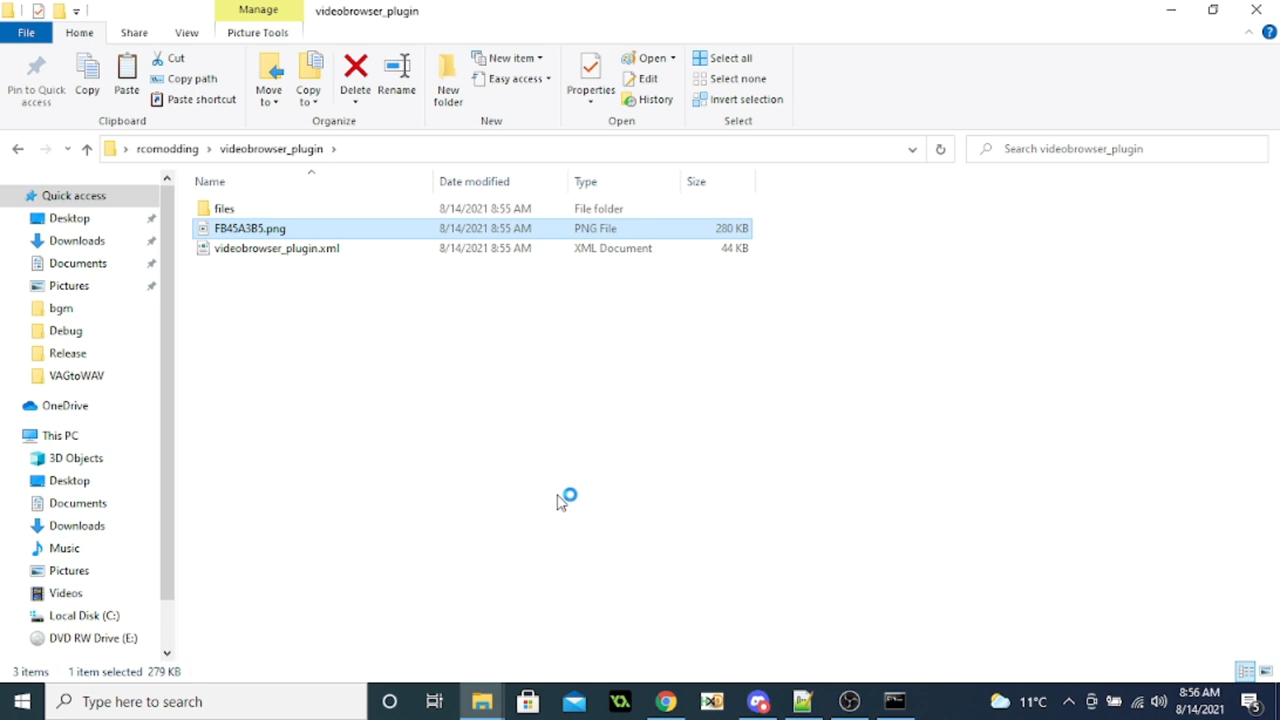 Manage
videobrowser_plugin
File
Home
Share
View
Picture Tools
Pin to Quick access
Copy
Paste
Cut
Copy path
Paste shortcut
Clipboard
Move to
Copy to
Delete
Rename
Organize
New folder
New item
Easy access
New
Properties
Open
Edit
History
Open
Select all
Select none
Invert selection
Select
rcomodding > videobrowser_plugin >
Search videobrowser_plugin
Name
Date modified
Type
Size
files 8/14/2021 8:55 AM File folder
FB45A3B5.png 8/14/2021 8:55 AM PNG File 280 KB
videobrowser_plugin.xml 8/14/2021 8:55 AM XML Document 44 KB
Quick access
Desktop
Downloads
Documents
Pictures
bgm
Debug
Release
VAGtoWAV
OneDrive
This PC
3D Objects
Desktop
Documents
Downloads
Music
Pictures
Videos
Local Disk (C:)
DVD RW Drive (E:)
3 items 1 item selected 279 KB
Type here to search
11°C
8:56 AM
8/14/2021
5